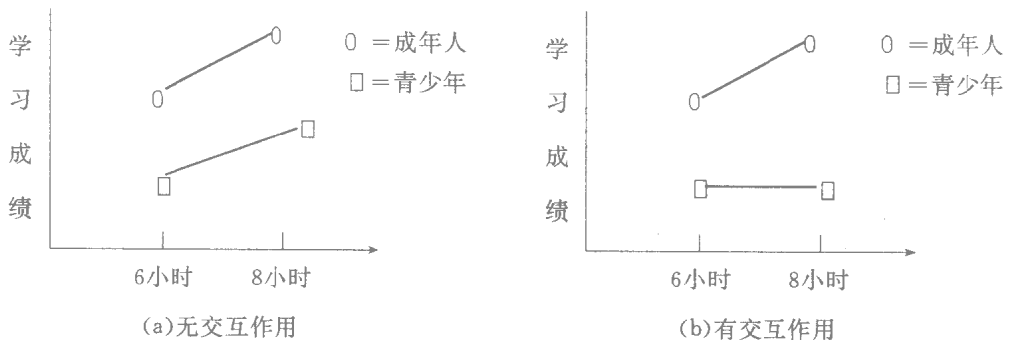 学习成绩
0 =成年人
□=青少年
6小时 8小时
(a)无交互作用
学习成绩
0 =成年人
□=青少年
6小时 8小时
(b)有交互作用